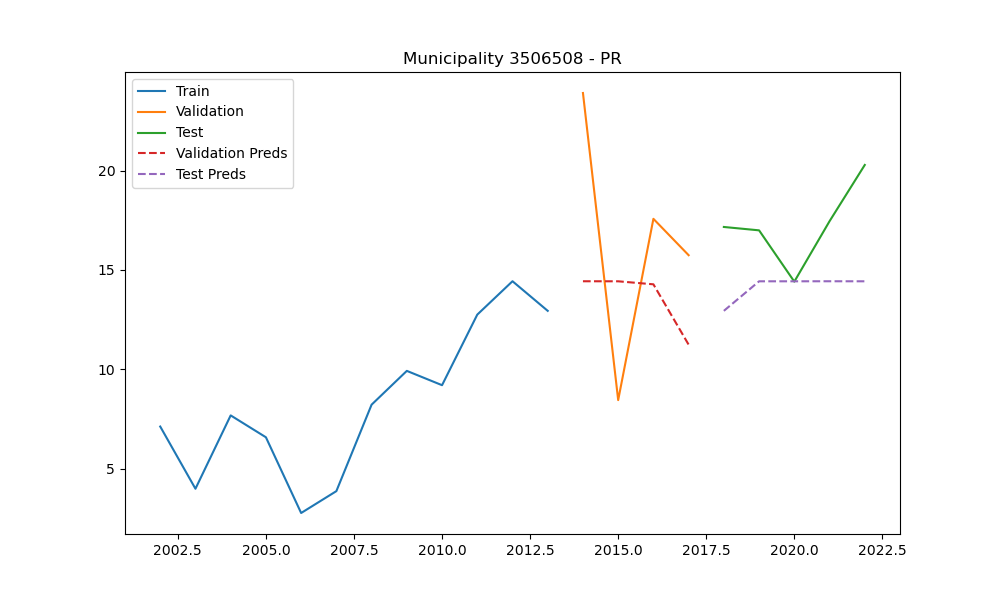 Municipality 3506508 - PR
Train
Validation
Test
Validation Preds
Test Preds
20
15
10
5
2002.5 2005.0 2007.5 2010.0 2012.5 2015.0 2017.5 2020.0 2022.5